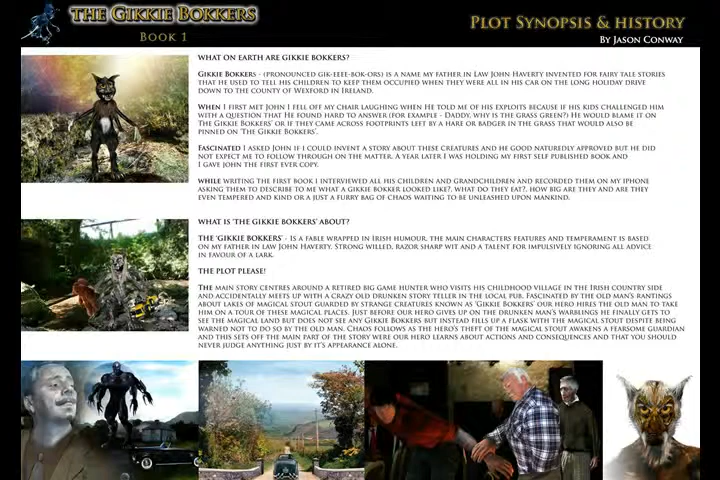 THE GIKKIE BOKKERS
BOOK 1
PLOT SYNOPSIS & HISTORY
BY JASON CONWAY
WHAT ON EARTH ARE GIKKIE BOKKERS?
GIKKIE BOKKERS - (PRONOUNCED GIK-EEEE-BOK-ORS) IS A NAME MY FATHER IN LAW JOHN HAVERTY INVENTED FOR FAIRY TALE STORIES
THAT HE USED TO TELL HIS CHILDREN TO KEEP THEM OCCUPIED WHEN THEY WERE ALL IN HIS CAR ON THE LONG HOLIDAY DRIVE
DOWN TO THE COUNTY OF WEXFORD IN IRELAND.
WHEN I FIRST MET JOHN I FELL OFF MY CHAIR LAUGHING WHEN HE TOLD ME OF HIS EXPLOITS BECAUSE IF HIS KIDS CHALLENGED HIM
WITH A QUESTION THAT HE FOUND HARD TO ANSWER (FOR EXAMPLE - DADDY, WHY IS THE GRASS GREEN?) HE WOULD BLAME IT ON
'THE GIKKIE BOKKERS' OR IF THEY CAME ACROSS FOOTPRINTS LEFT BY A HARE OR BADGER IN THE GRASS THAT WOULD ALSO BE
PINNED ON 'THE GIKKIE BOKKERS'.
FASCINATED I ASKED JOHN IF I COULD INVENT A STORY ABOUT THESE CREATURES AND HE GOOD NATUREDLY APPROVED BUT HE DID
NOT EXPECT ME TO FOLLOW THROUGH ON THE MATTER. A YEAR LATER I WAS HOLDING MY FIRST SELF PUBLISHED BOOK AND
I GAVE JOHN THE FIRST EVER COPY.
WHILE WRITING THE FIRST BOOK I INTERVIEWED ALL HIS CHILDREN AND GRANDCHILDREN AND RECORDED THEM ON MY IPHONE
ASKING THEM TO DESCRIBE TO ME WHAT A GIKKIE BOKKER LOOKED LIKE?, WHAT DO THEY EAT?, HOW BIG ARE THEY AND ARE THEY
EVEN TEMPERED AND KIND OR A JUST A FURRY BAG OF CHAOS WAITING TO BE UNLEASHED UPON MANKIND.
WHAT IS 'THE GIKKIE BOKKERS' ABOUT?
THE 'GIKKIE BOKKERS' - IS A FABLE WRAPPED IN IRISH HUMOUR. THE MAIN CHARACTERS FEATURES AND TEMPERAMENT IS BASED
ON MY FATHER IN LAW JOHN HAVERTY. STRONG WILLED, RAZOR SHARP WIT AND A TALENT FOR IMPULSIVELY IGNORING ALL ADVICE
IN FAVOUR OF A LARK.
THE PLOT PLEASE!
THE MAIN STORY CENTRES AROUND A RETIRED BIG GAME HUNTER WHO VISITS HIS CHILDHOOD VILLAGE IN THE IRISH COUNTRY SIDE
AND ACCIDENTALLY MEETS UP WITH A CRAZY OLD DRUNKEN STORY TELLER IN THE LOCAL PUB. FASCINATED BY THE OLD MAN'S RANTINGS
ABOUT LAKES OF MAGICAL STOUT GUARDED BY STRANGE CREATURES KNOWN AS 'GIKKIE BOKKERS' OUR HERO HIRES THE OLD MAN TO TAKE
HIM ON A TOUR OF THESE MAGICAL PLACES. JUST BEFORE OUR HERO GIVES UP ON THE DRUNKEN MAN'S WARBLINGS HE FINALLY GETS TO
SEE THE MAGICAL LAND BUT DOES NOT SEE ANY GIKKIE BOKKERS BUT INSTEAD FILLS UP A FLASK WITH THE MAGICAL STOUT DESPITE BEING
WARNED NOT TO DO SO BY THE OLD MAN. CHAOS FOLLOWS AS THE HERO'S THEFT OF THE MAGICAL STOUT AWAKENS A FEARSOME GUARDIAN
AND THIS SETS OFF THE MAIN PART OF THE STORY WERE OUR HERO LEARNS ABOUT ACTIONS AND CONSEQUENCES AND THAT YOU SHOULD
NEVER JUDGE ANYTHING JUST BY IT'S APPEARANCE ALONE.